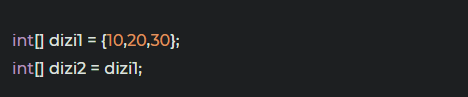 int[] dizi1 = {10,20,30};
int[] dizi2 = dizi1;